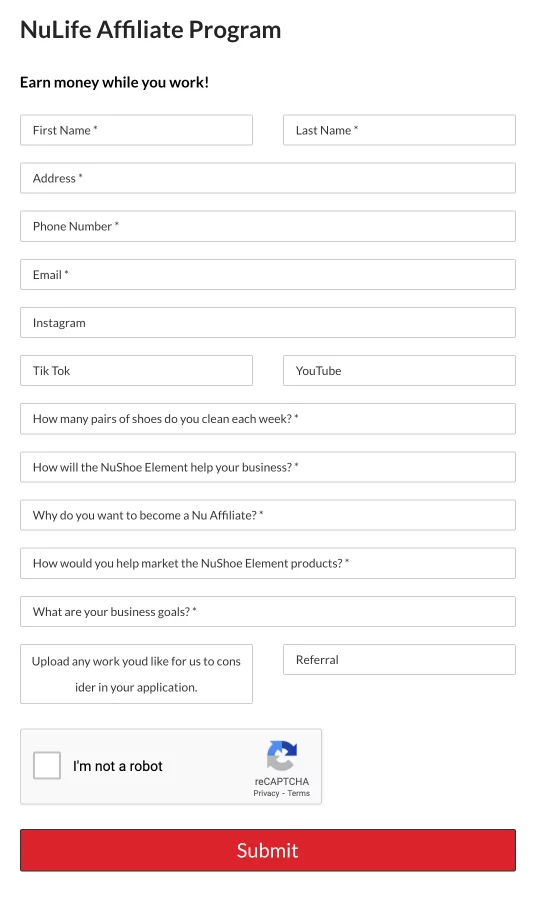 NuLife Affiliate Program
Earn money while you work!
First Name *
Last Name *
Address *
Phone Number *
Email *
Instagram
Tik Tok
YouTube
How many pairs of shoes do you clean each week? *
How will the NuShoe Element help your business? *
Why do you want to become a Nu Affiliate? *
How would you help market the NuShoe Element products? *
What are your business goals? *
Upload any work youd like for us to cons
ider in your application.
Referral
I'm not a robot
reCAPTCHA
Privacy - Terms
Submit